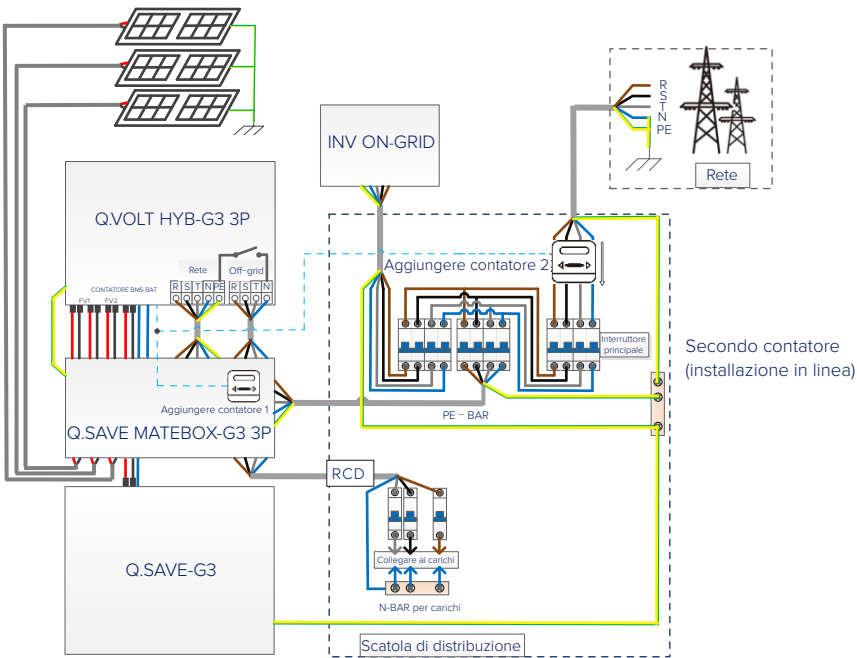 R
S
T
N
PE
Rete
INV ON-GRID
Q.VOLT HYB-G3 3P
Rete
Off-grid
R S T N PE
R S T N
CONTATORE BMS BAT
FV1 FV2
Aggiungere contatore 2
Interruttore
principale
Secondo contatore
(installazione in linea)
Aggiungere contatore 1
PE - BAR
Q.SAVE MATEBOX-G3 3P
RCD
Q.SAVE-G3
Collegare ai carichi
N-BAR per carichi
Scatola di distribuzione